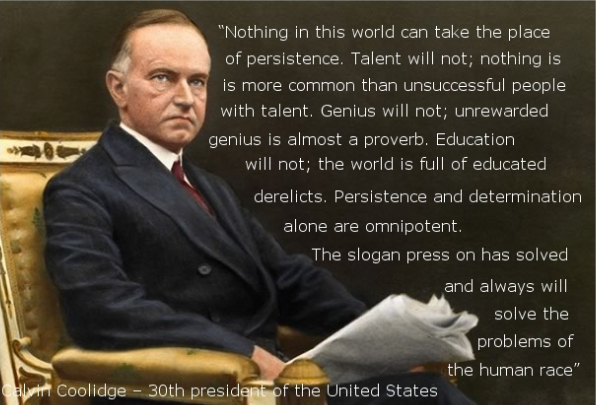 “Nothing in this world can take the place
of persistence. Talent will not; nothing is
is more common than unsuccessful people
with talent. Genius will not; unrewarded
genius is almost a proverb. Education
will not; the world is full of educated
derelicts. Persistence and determination
alone are omnipotent.
The slogan press on has solved
and always will
solve the
problems of
the human race”
Calvin Coolidge – 30th president of the United States